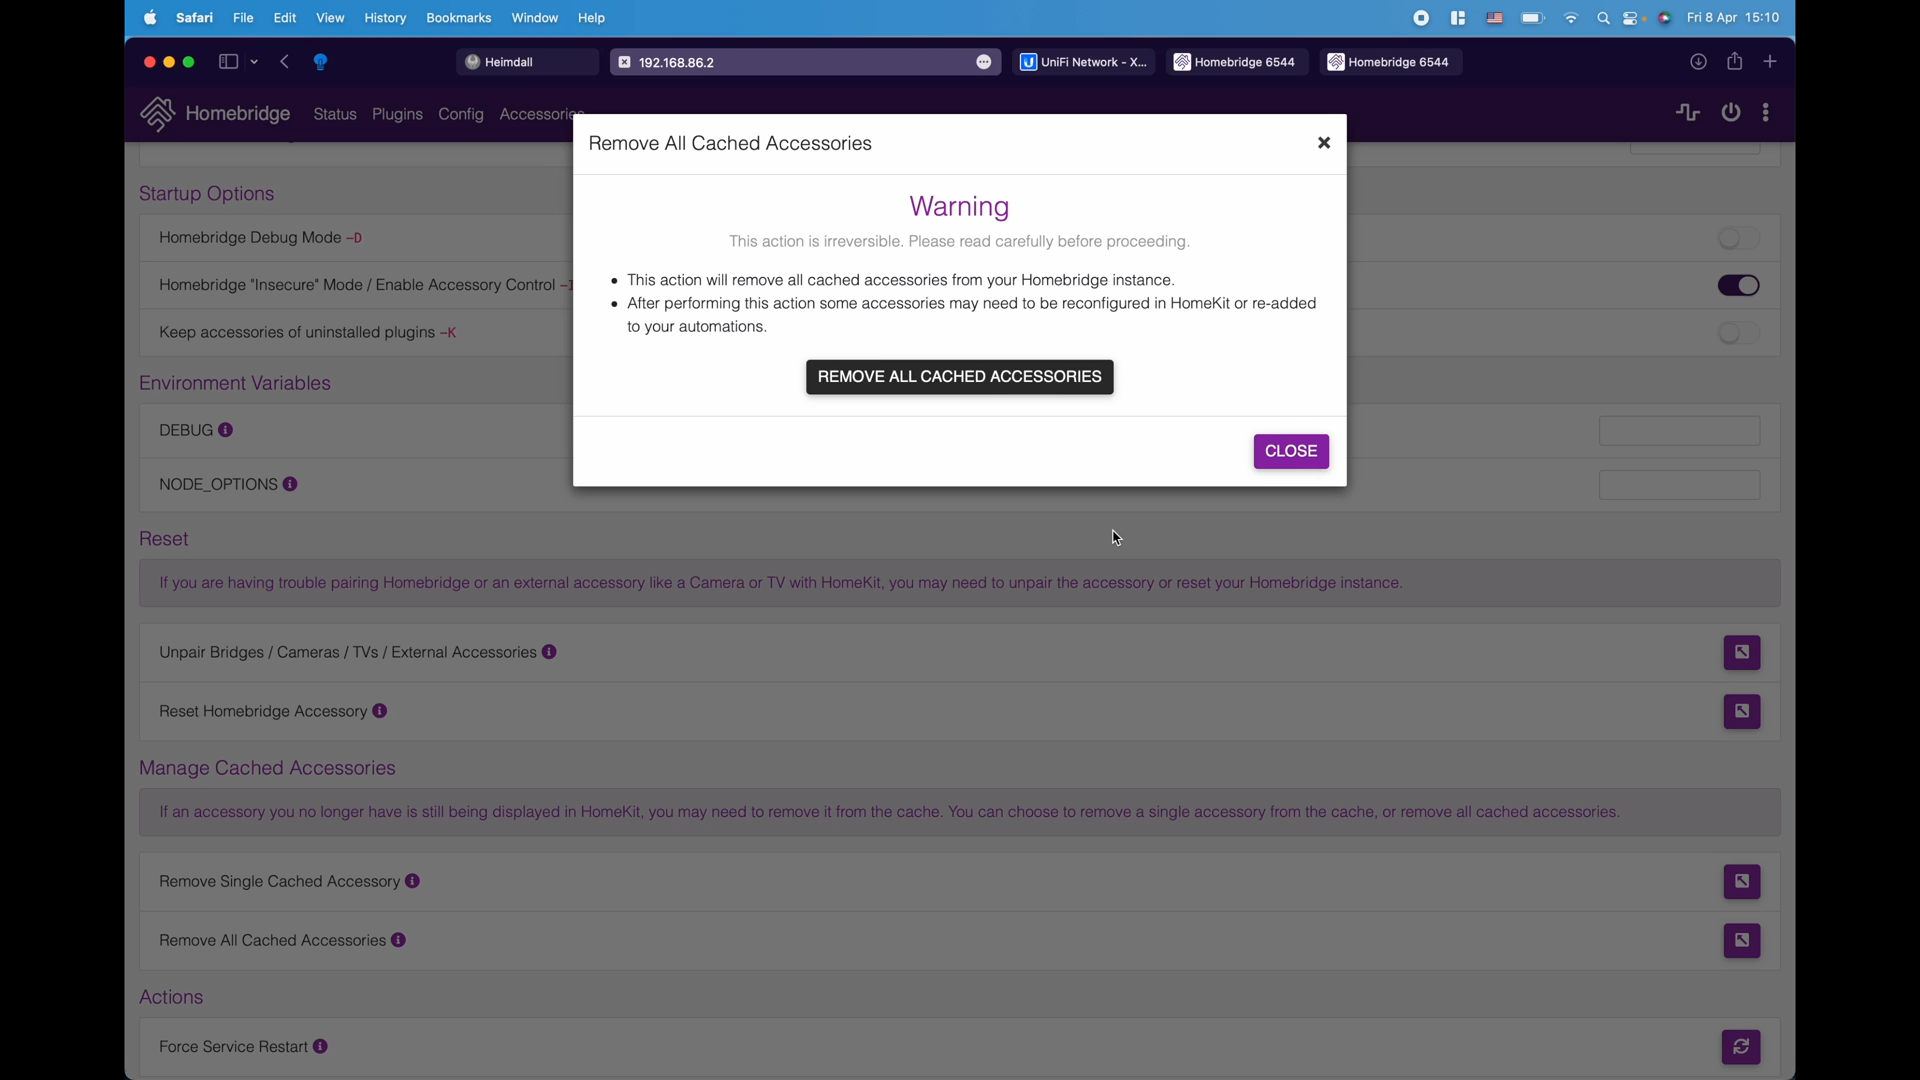 Safari File Edit View History Bookmarks Window Help Fri 8 Apr 15:10
Heimdall 192.168.86.2 UniFi Network - X... Homebridge 6544 Homebridge 6544
Homebridge Status Plugins Config Accessories
Remove All Cached Accessories
Warning
This action is irreversible. Please read carefully before proceeding.
• This action will remove all cached accessories from your Homebridge instance.
• After performing this action some accessories may need to be reconfigured in HomeKit or re-added
to your automations.
REMOVE ALL CACHED ACCESSORIES
CLOSE
Startup Options
Homebridge Debug Mode -D
Homebridge "Insecure" Mode / Enable Accessory Control
Keep accessories of uninstalled plugins -K
Environment Variables
DEBUG
NODE_OPTIONS
Reset
If you are having trouble pairing Homebridge or an external accessory like a Camera or TV with HomeKit, you may need to unpair the accessory or reset your Homebridge instance.
Unpair Bridges / Cameras / TVs / External Accessories
Reset Homebridge Accessory
Manage Cached Accessories
If an accessory you no longer have is still being displayed in HomeKit, you may need to remove it from the cache. You can choose to remove a single accessory from the cache, or remove all cached accessories.
Remove Single Cached Accessory
Remove All Cached Accessories
Actions
Force Service Restart